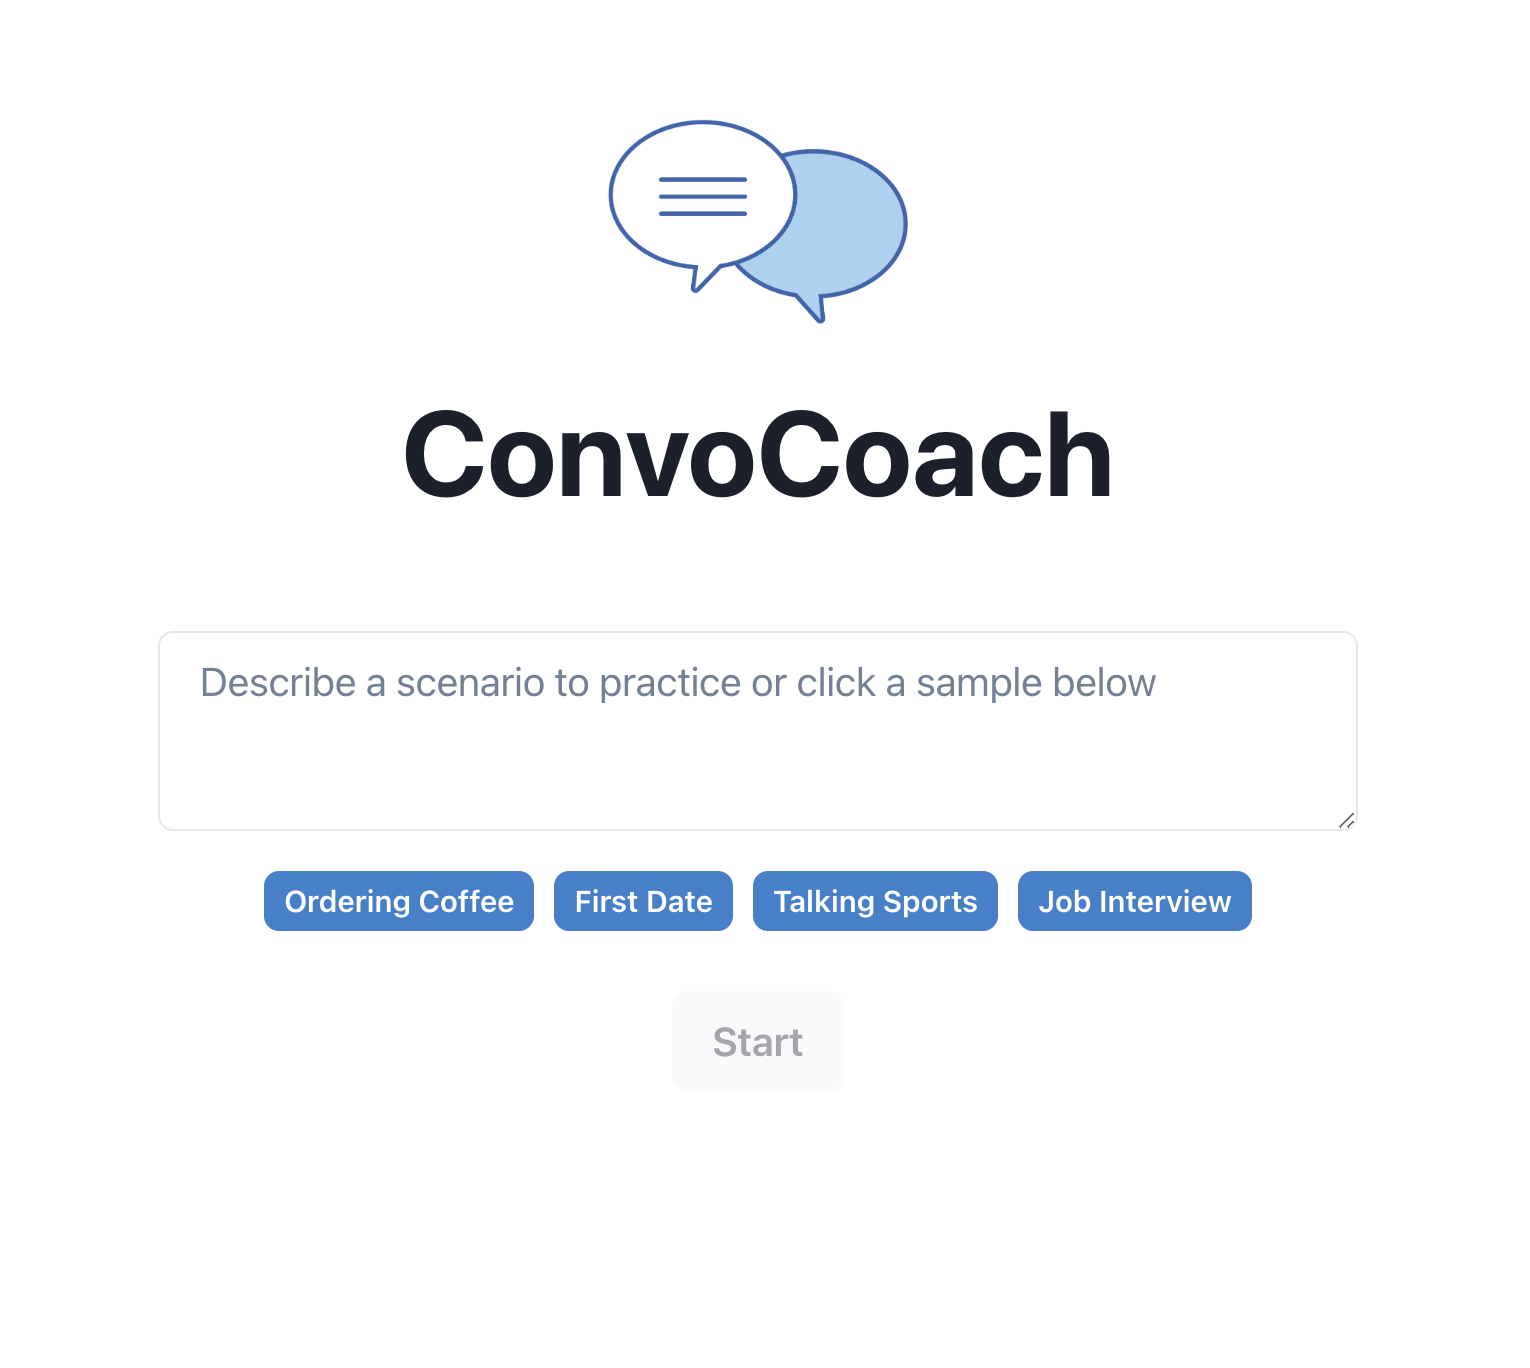 ConvoCoach
Describe a scenario to practice or click a sample below
Ordering Coffee First Date Talking Sports Job Interview
Start